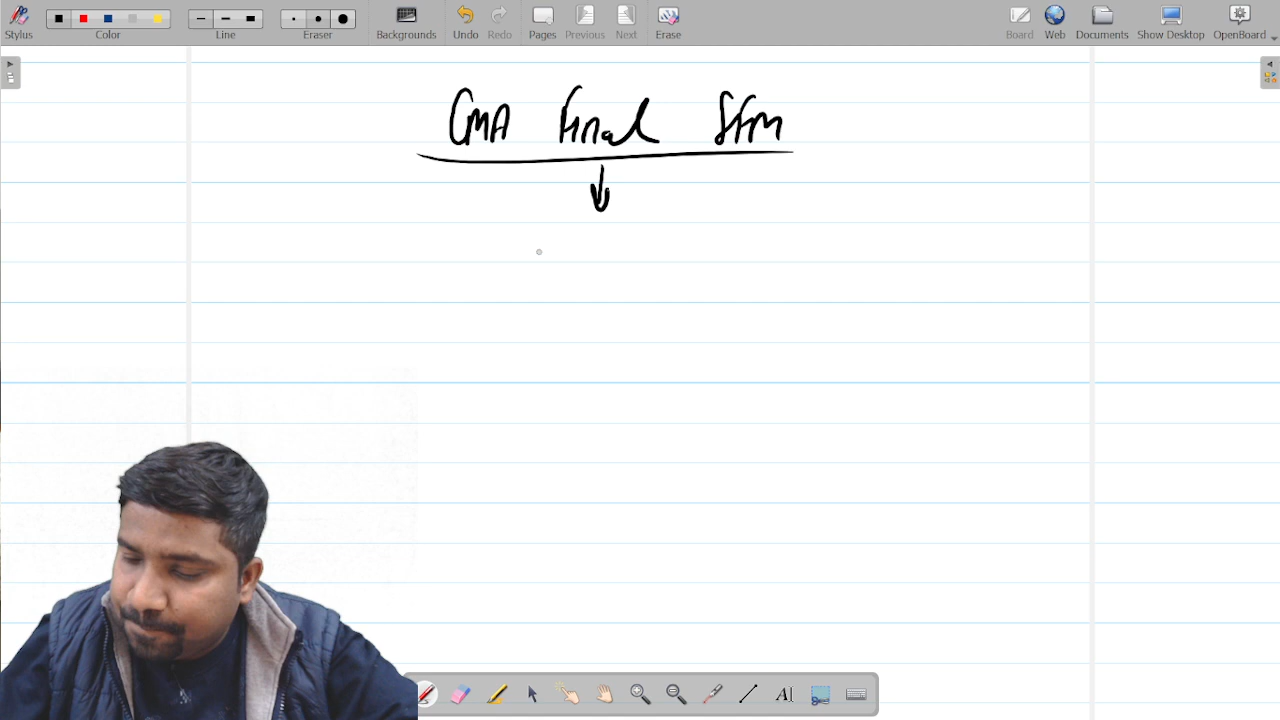 Stylus
Color
Line
Eraser
Backgrounds
Undo
Redo
Pages
Previous
Next
Erase
Board
Web
Documents
Show Desktop
OpenBoard
CMA Final SFM
A